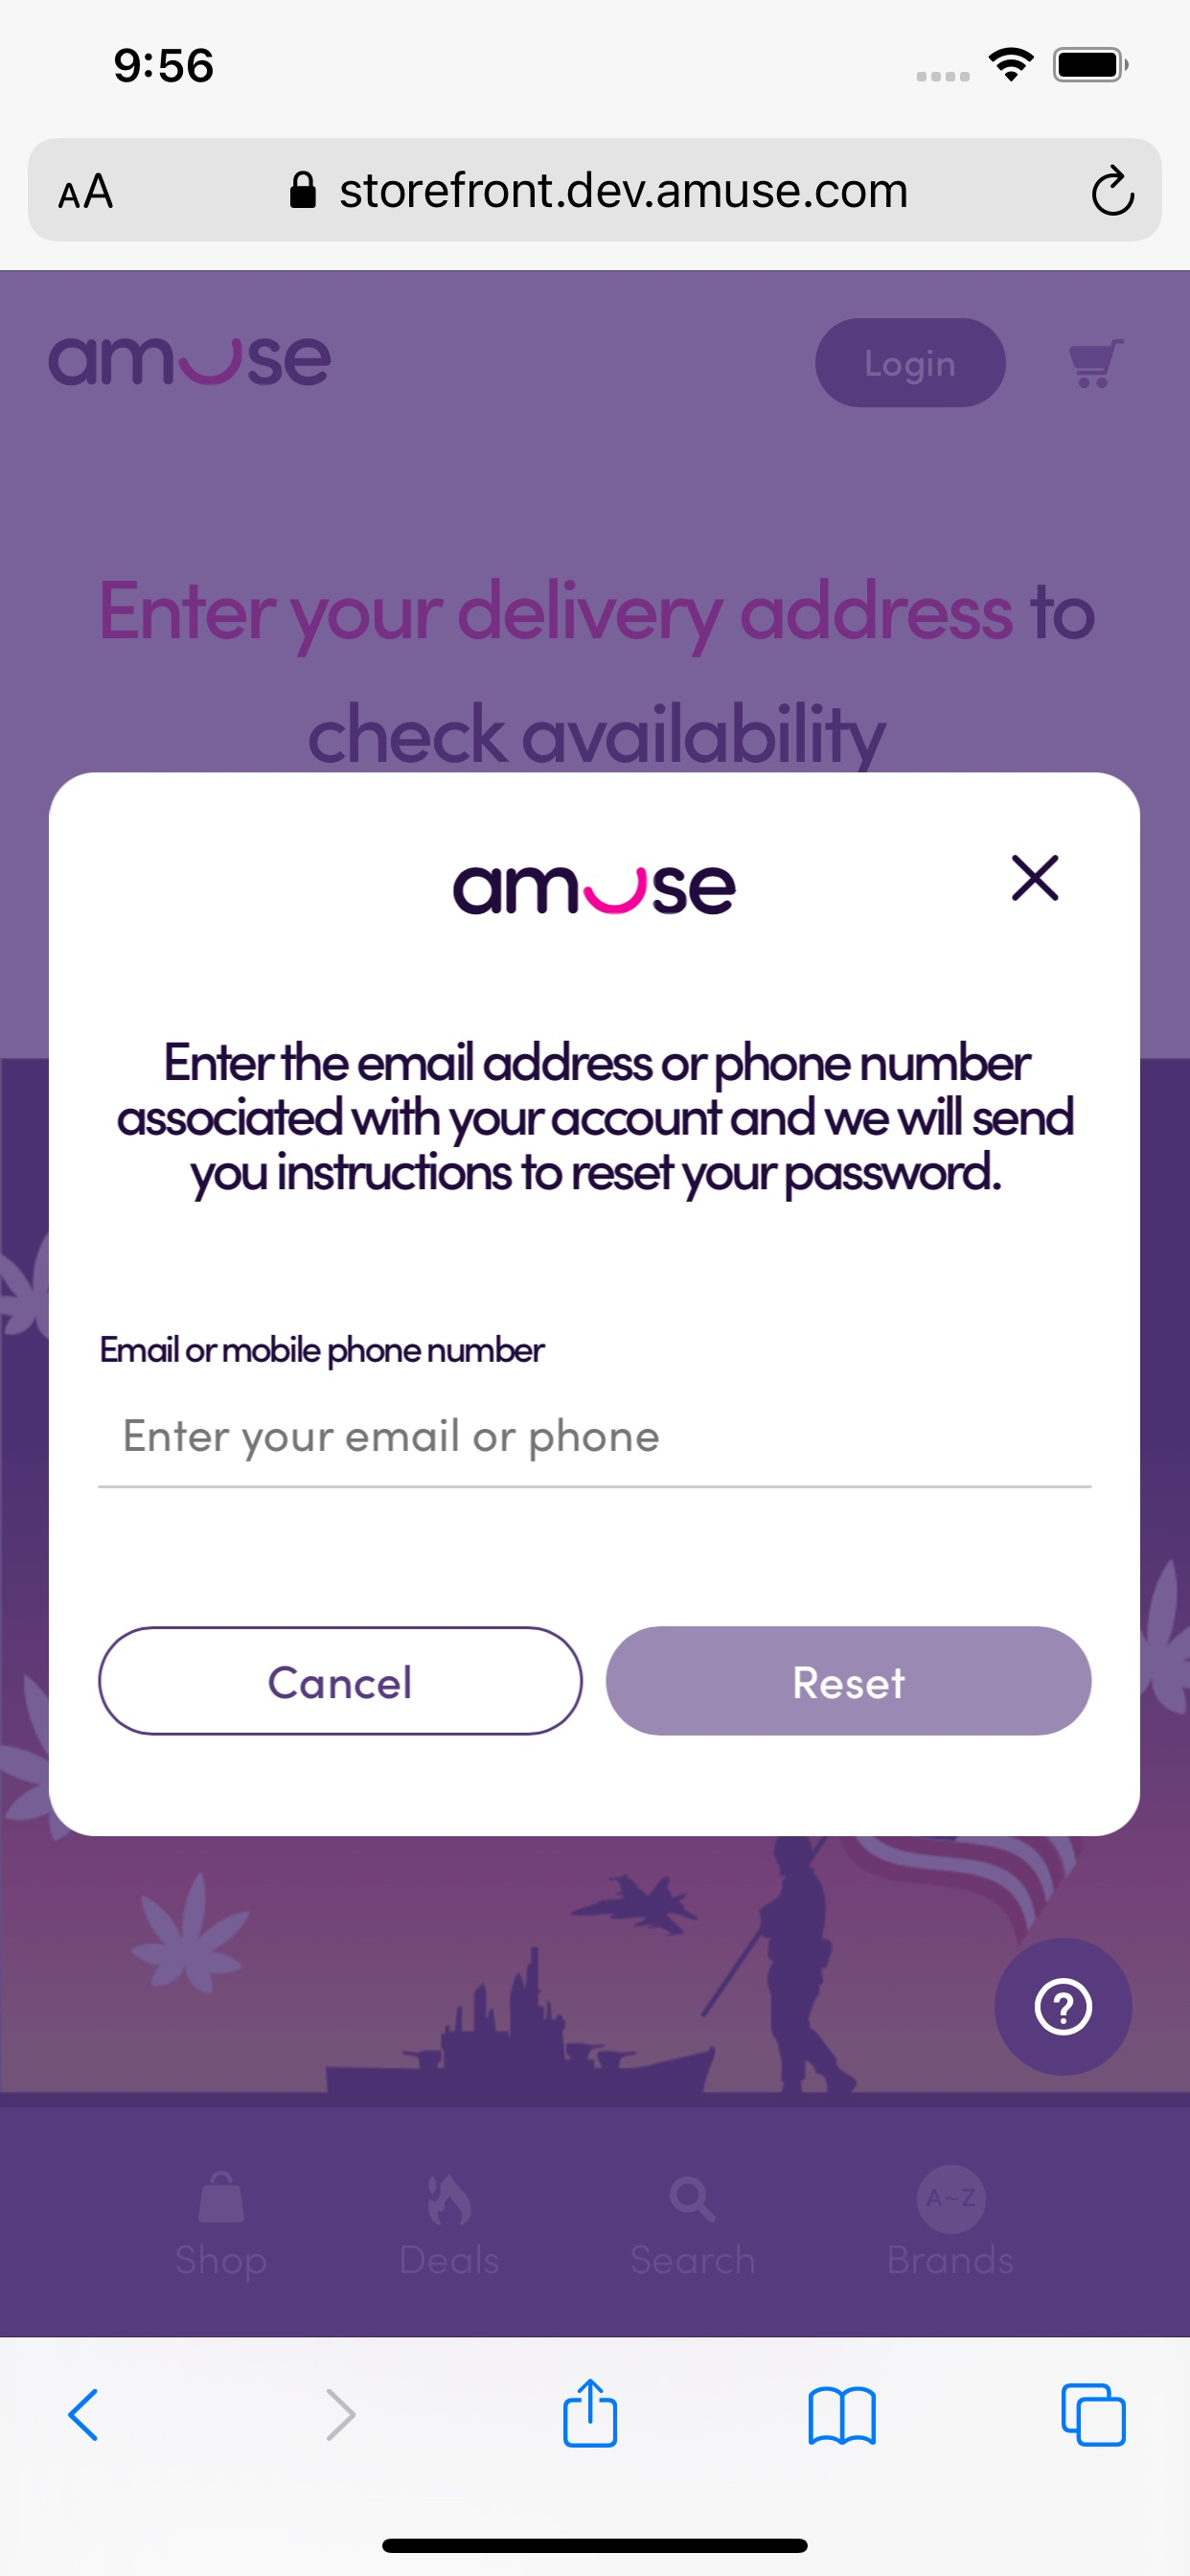 9:56
AA storefront.dev.amuse.com
amuse Login
Enter your delivery address to
check availability
amuse
Enter the email address or phone number
associated with your account and we will send
you instructions to reset your password.
Email or mobile phone number
Enter your email or phone
Cancel Reset
?
A~Z
Shop Deals Search Brands